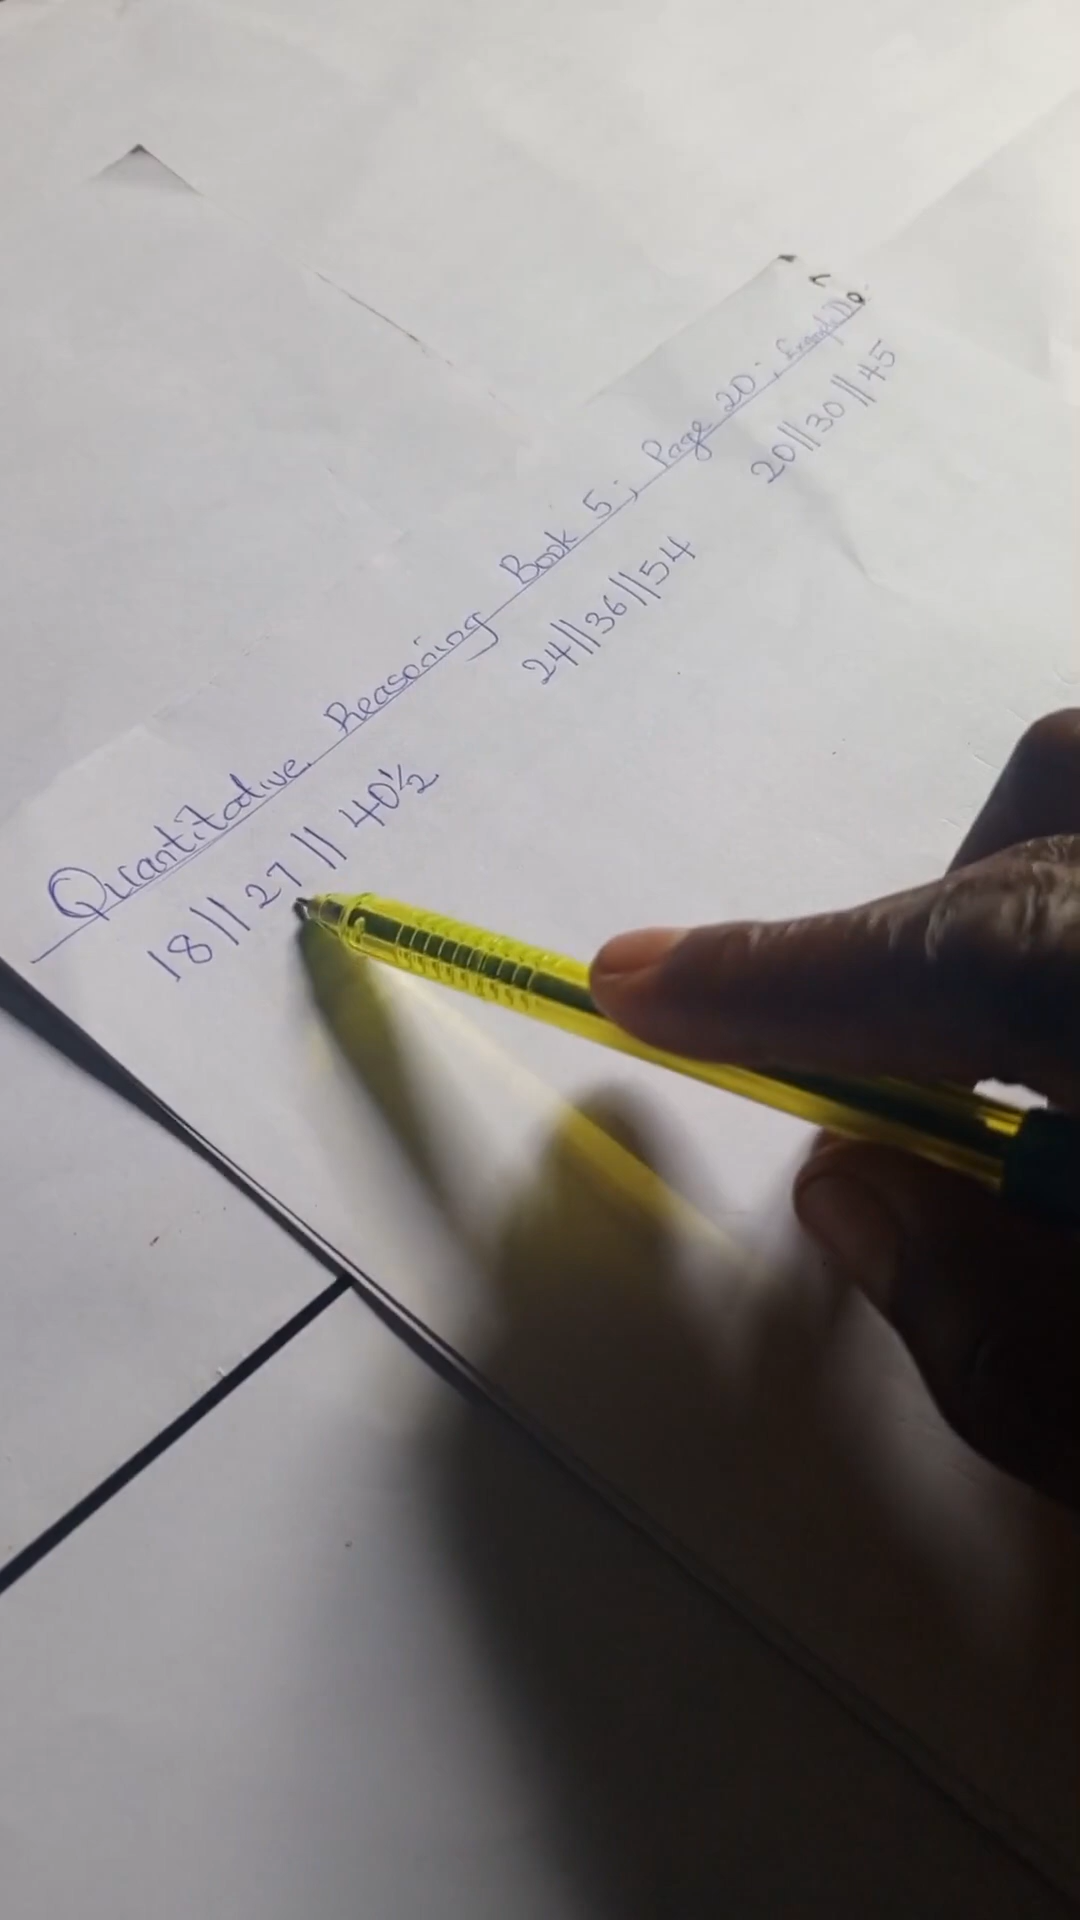 Quantitative Reasoning Book 5; Page 20;
18 || 27 || 40½ 24 || 36 || 54 20 || 30 || 45